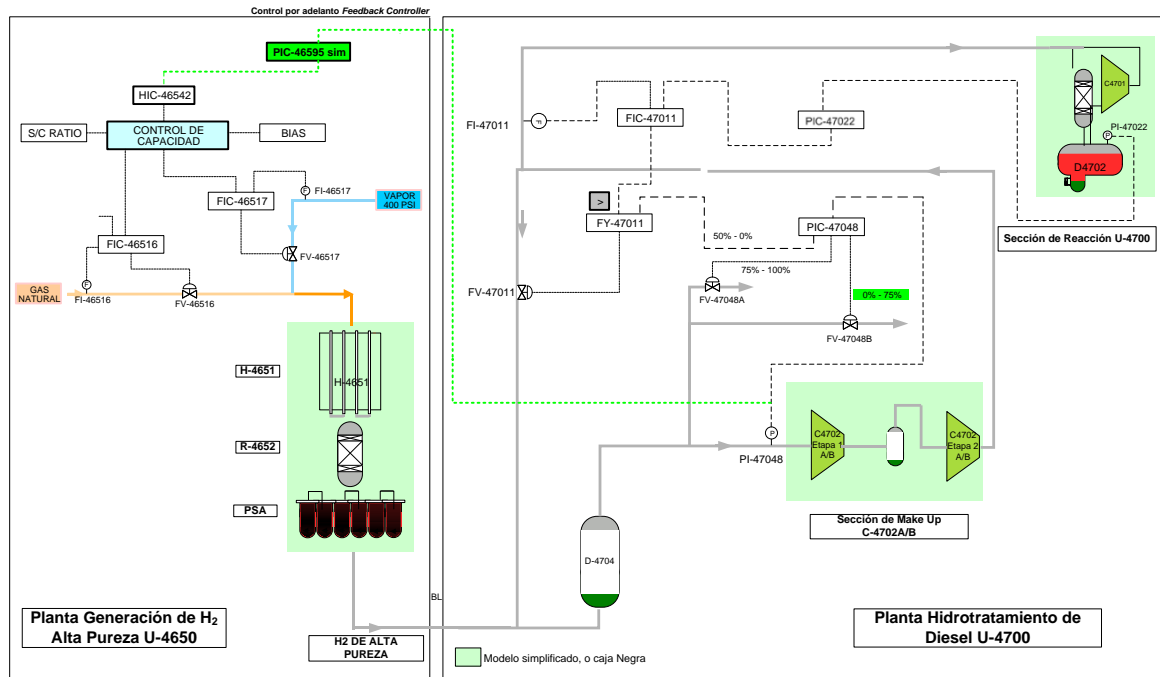 Control por adelanto Feedback Controller
PIC-46595 sim
HIC-46542
S/C RATIO
CONTROL DE
CAPACIDAD
BIAS
FIC-46517
FI-46517
VAPOR
400 PSI
FIC-46516
FV-46517
GAS
NATURAL
FI-46516
FV-46516
F
F
H-4651
H-4651
R-4652
PSA
Planta Generación de H2
Alta Pureza U-4650
H2 DE ALTA
PUREZA
BL
FI-47011
F
FIC-47011
PIC-47022
C4701
PI-47022
P
D4702
Sección de Reacción U-4700
>
FY-47011
50% - 0%
PIC-47048
75% - 100%
FV-47011
FV-47048A
0% - 75%
FV-47048B
P
PI-47048
C4702
Etapa 1
A/B
C4702
Etapa 2
A/B
Sección de Make Up
C-4702A/B
D-4704
Planta Hidrotratamiento de
Diesel U-4700
Modelo simplificado, o caja Negra